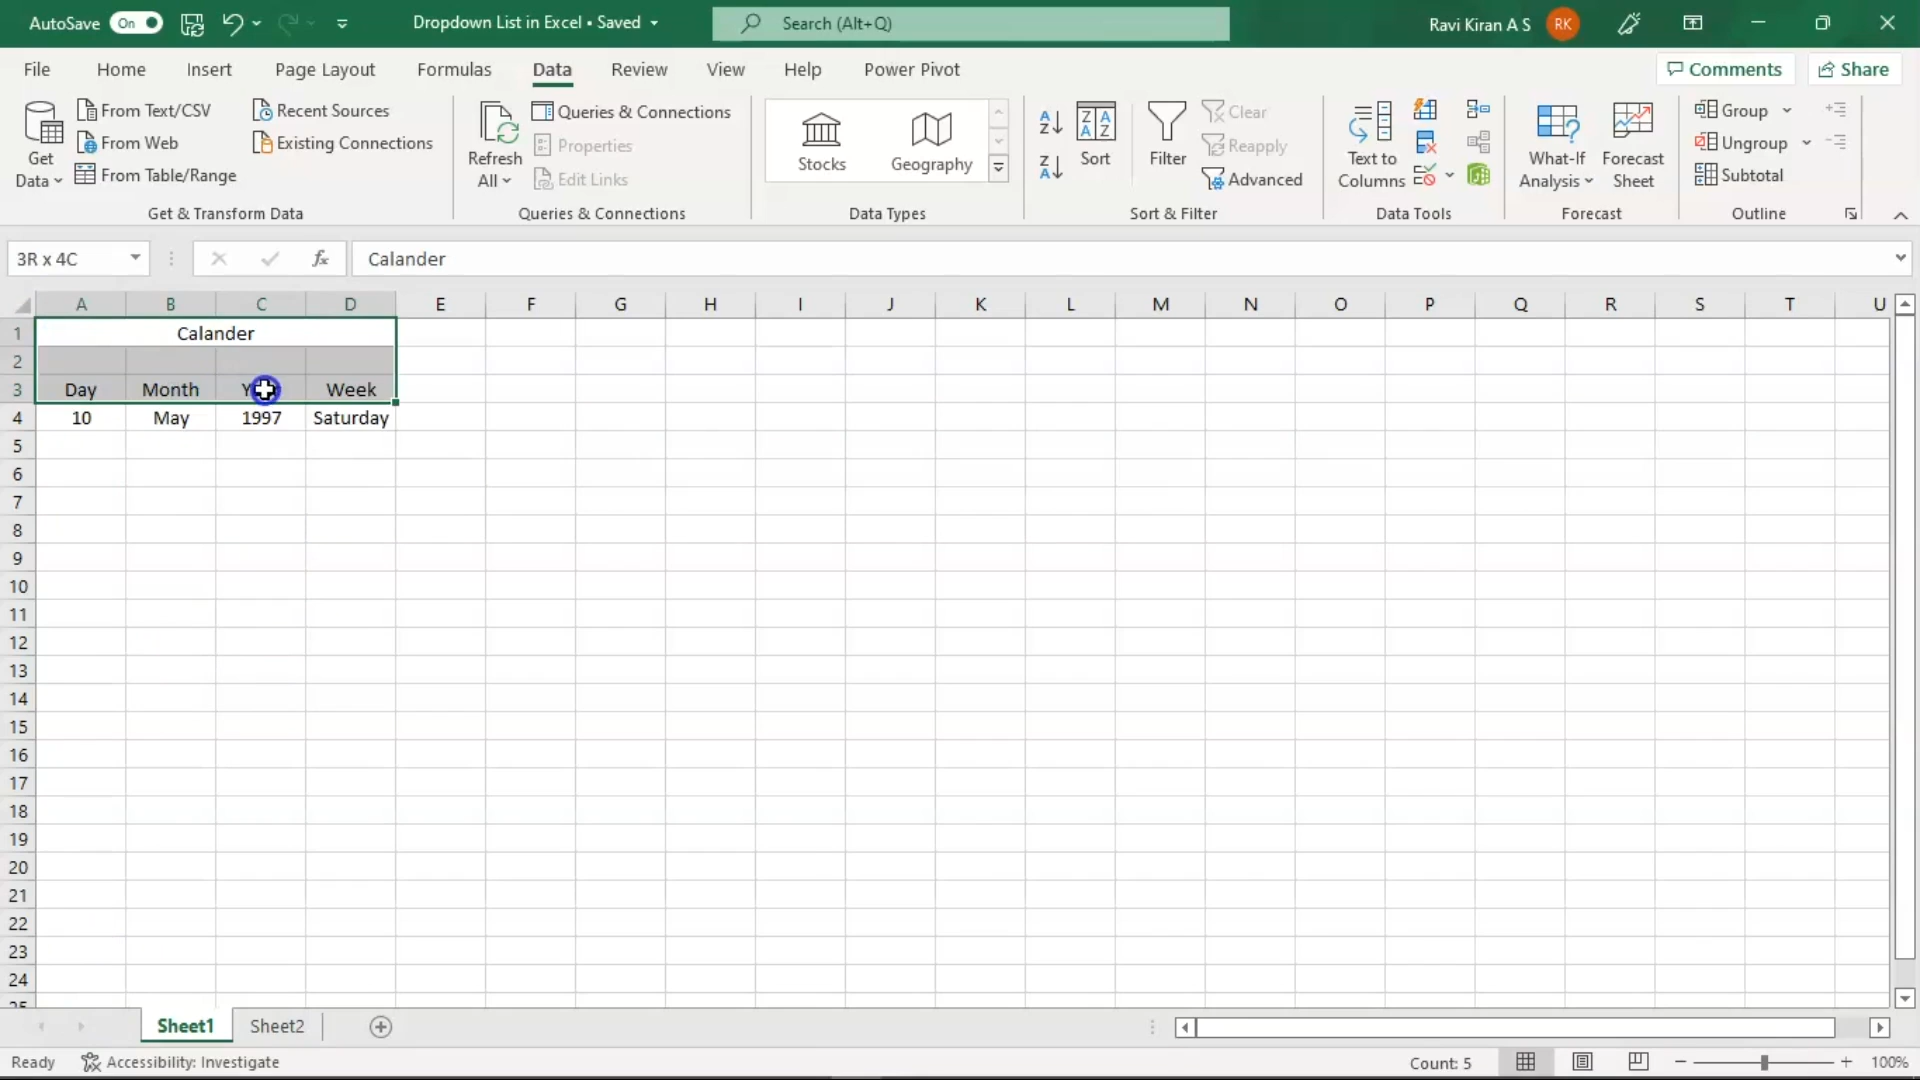 AutoSave On Dropdown List in Excel • Saved Search (Alt+Q) Ravi Kiran A S RK
File Home Insert Page Layout Formulas Data Review View Help Power Pivot Comments Share
Get Data
From Text/CSV
From Web
From Table/Range
Recent Sources
Existing Connections
Get & Transform Data
Refresh All
Queries & Connections
Properties
Edit Links
Queries & Connections
Stocks
Geography
Data Types
Sort
Filter
Clear
Reapply
Advanced
Sort & Filter
Text to Columns
Data Tools
What-If Analysis
Forecast Sheet
Forecast
Group
Ungroup
Subtotal
Outline
3R x 4C fx Calander
A B C D E F G H I J K L M N O P Q R S T U
1 Calander
2
3 Day Month Week
4 10 May 1997 Saturday
5
6
7
8
9
10
11
12
13
14
15
16
17
18
19
20
21
22
23
24
25
Sheet1 Sheet2
Ready Accessibility: Investigate Count: 5 100%